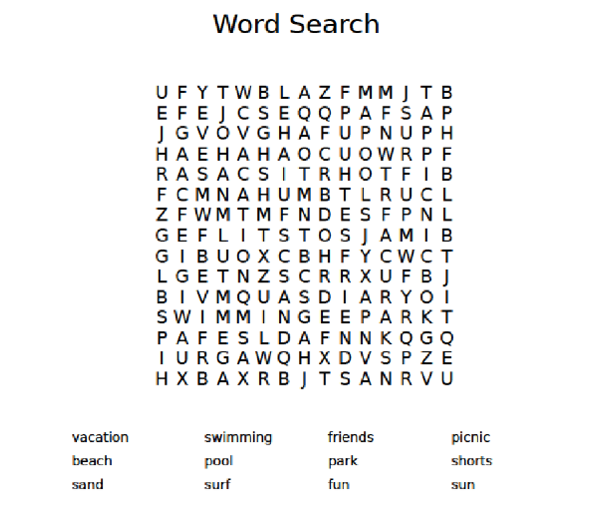 Word Search
U F Y T W B L A Z F M M J T B
E F E J C S E Q Q P A F S A P
J G V O V G H A F U P N U P H
H A E H A H A O C U O W R P F
R A S A C S I T R H O T F I B
F C M N A H U M B T L R U C L
Z F W M T M F N D E S F P N L
G E F L I T S T O S J A M I B
G I B U O X C B H F Y C W C T
L G E T N Z S C R R X U F B J
B I V M Q U A S D I A R Y O I
S W I M M I N G E E P A R K T
P A F E S L D A F N N K Q G Q
I U R G A W Q H X D V S P Z E
H X B A X R B J T S A N R V U
vacation swimming friends picnic
beach pool park shorts
sand surf fun sun